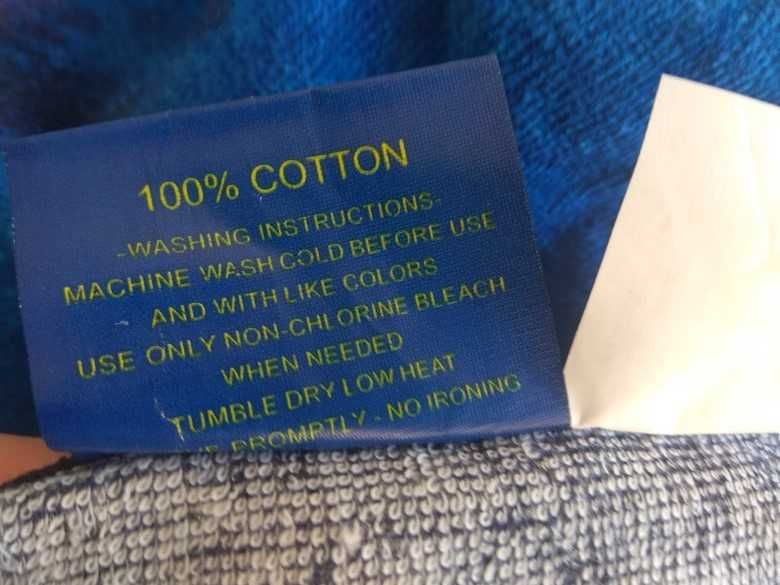 100% COTTON
-WASHING INSTRUCTIONS-
MACHINE WASH COLD BEFORE USE
AND WITH LIKE COLORS
USE ONLY NON-CHLORINE BLEACH
WHEN NEEDED
TUMBLE DRY LOW HEAT
PROMPTLY - NO IRONING